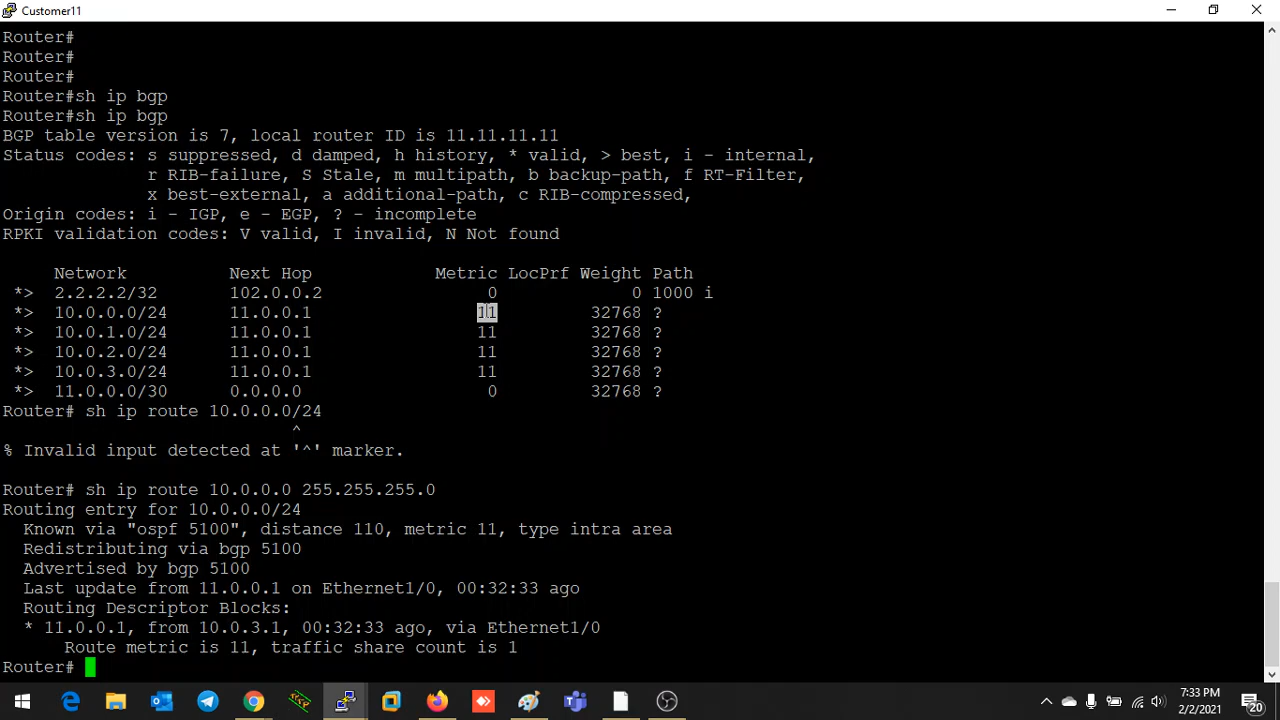 Customer11
Router#
Router#
Router#
Router#sh ip bgp
Router#sh ip bgp
BGP table version is 7, local router ID is 11.11.11.11
Status codes: s suppressed, d damped, h history, * valid, > best, i - internal,
              r RIB-failure, S Stale, m multipath, b backup-path, f RT-Filter,
              x best-external, a additional-path, c RIB-compressed,
Origin codes: i - IGP, e - EGP, ? - incomplete
RPKI validation codes: V valid, I invalid, N Not found
     Network          Next Hop            Metric LocPrf Weight Path
 *>  2.2.2.2/32       102.0.0.2                0             0 1000 i
 *>  10.0.0.0/24      11.0.0.1                11         32768 ?
 *>  10.0.1.0/24      11.0.0.1                11         32768 ?
 *>  10.0.2.0/24      11.0.0.1                11         32768 ?
 *>  10.0.3.0/24      11.0.0.1                11         32768 ?
 *>  11.0.0.0/30      0.0.0.0                  0         32768 ?
Router# sh ip route 10.0.0.0/24
                            ^
% Invalid input detected at '^' marker.
Router# sh ip route 10.0.0.0 255.255.255.0
Routing entry for 10.0.0.0/24
  Known via "ospf 5100", distance 110, metric 11, type intra area
  Redistributing via bgp 5100
  Advertised by bgp 5100
  Last update from 11.0.0.1 on Ethernet1/0, 00:32:33 ago
  Routing Descriptor Blocks:
  * 11.0.0.1, from 10.0.3.1, 00:32:33 ago, via Ethernet1/0
      Route metric is 11, traffic share count is 1
Router#
7:33 PM
2/2/2021
20